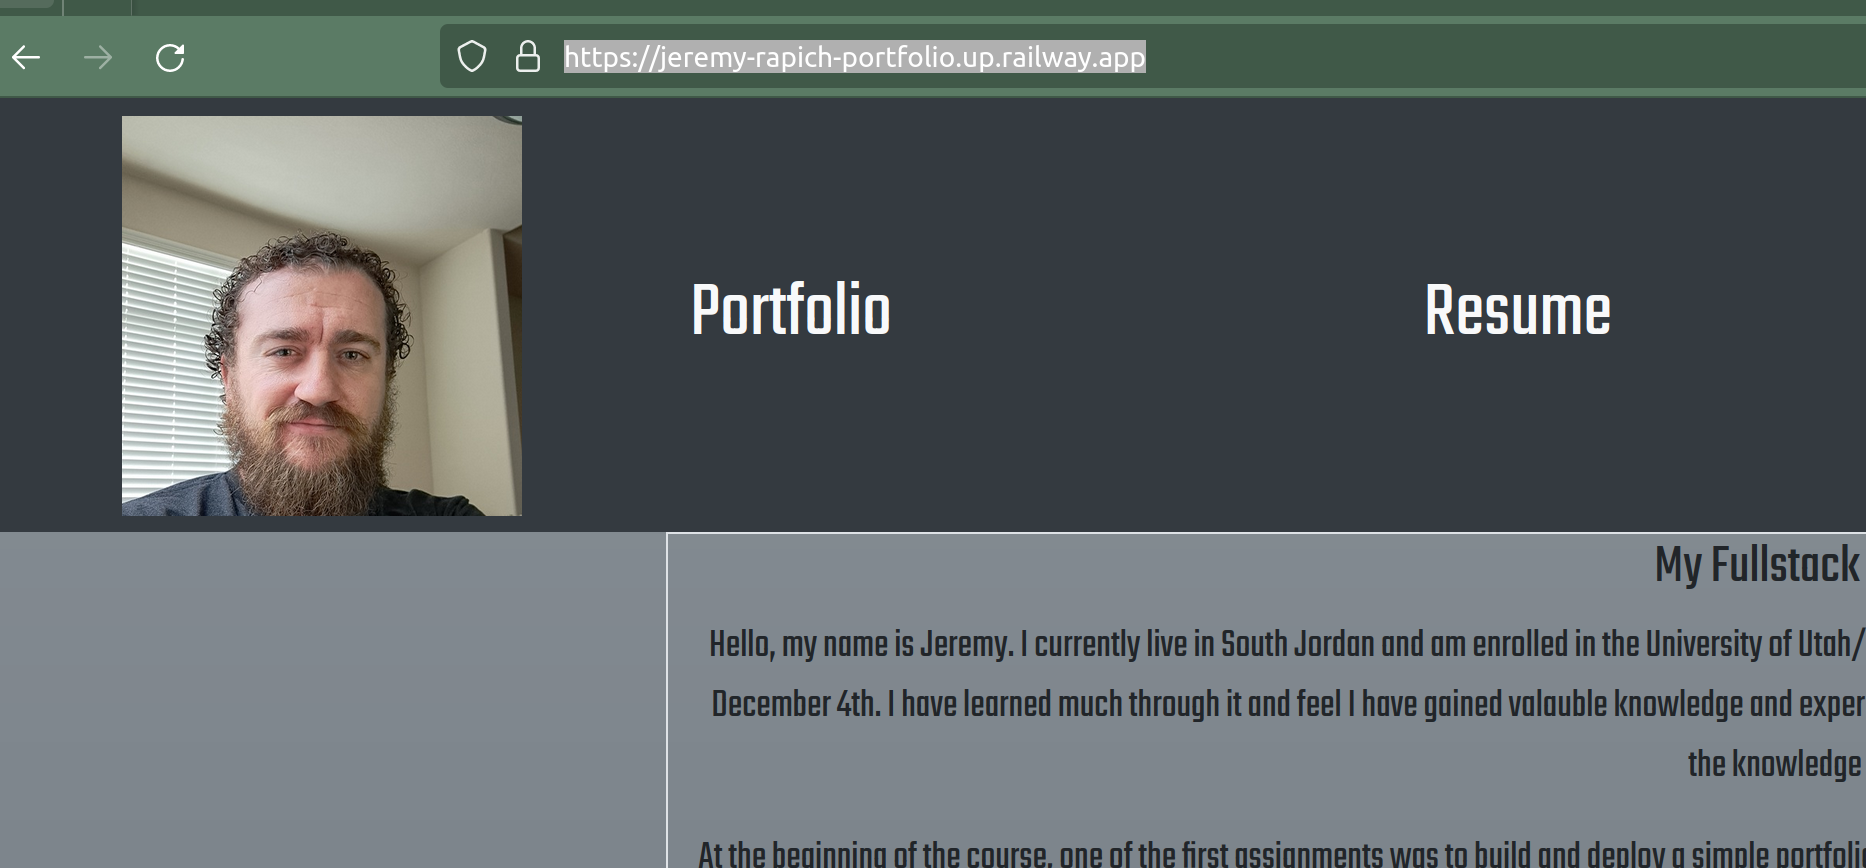 https://jeremy-rapich-portfolio.up.railway.app
Portfolio
Resume
My Fullstack
Hello, my name is Jeremy. I currently live in South Jordan and am enrolled in the University of Utah/
December 4th. I have learned much through it and feel I have gained valauble knowledge and exper
the knowledge
At the beginning of the course, one of the first assignments was to build and deploy a simple portfoli